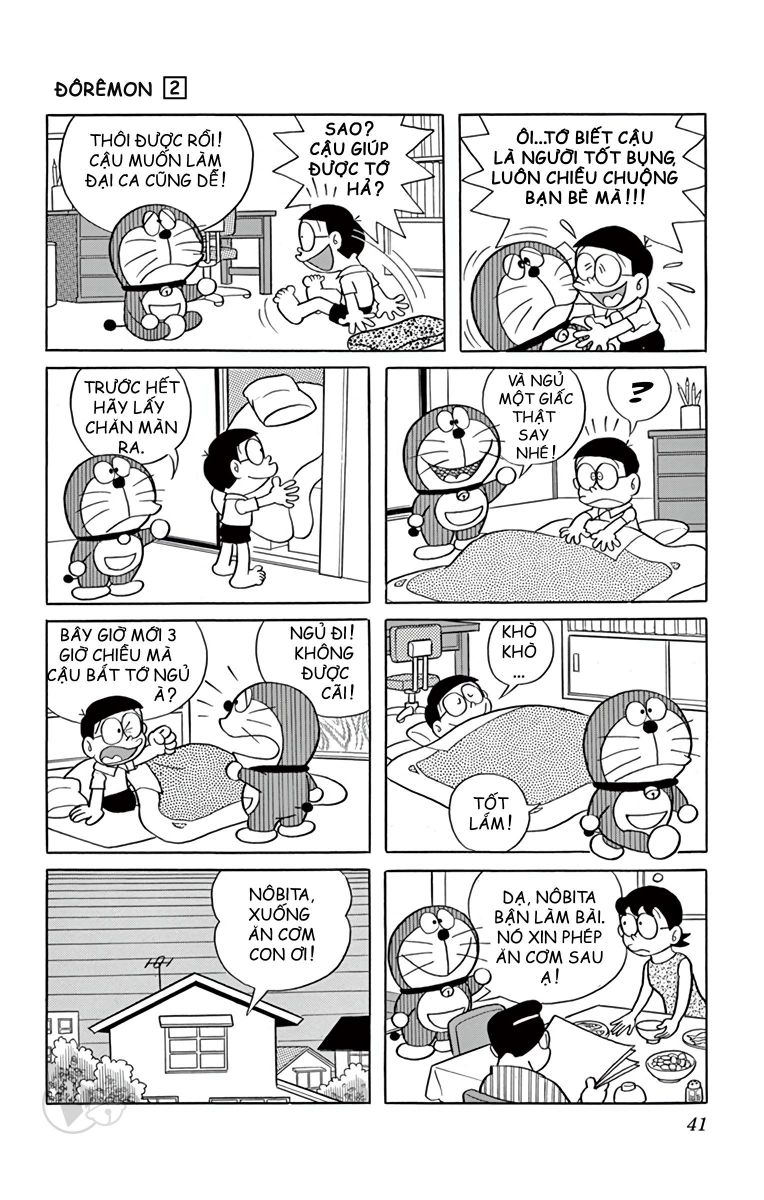 ĐÔRÊMON 2
THÔI ĐƯỢC RỒI!
CẬU MUỐN LÀM
ĐẠI CA CŨNG DỄ!
SAO?
CẬU GIÚP
ĐƯỢC TỚ
HẢ?
ÔI...TỚ BIẾT CẬU
LÀ NGƯỜI TỐT BỤNG,
LUÔN CHIỀU CHUỘNG
BẠN BÈ MÀ!!!
TRƯỚC HẾT
HÃY LẤY
CHĂN MÀN
RA.
VÀ NGỦ
MỘT GIẤC
THẬT
SAY
NHÉ!
?
BÂY GIỜ MỚI 3
GIỜ CHIỀU MÀ
CẬU BẮT TỚ NGỦ
À?
NGỦ ĐI!
KHÔNG
ĐƯỢC
CÃI!
KHÒ
KHÒ
...
TỐT
LẮM!
NÔBITA,
XUỐNG
ĂN CƠM
CON ƠI!
DẠ, NÔBITA
BẬN LÀM BÀI.
NÓ XIN PHÉP
ĂN CƠM SAU
Ạ!
41